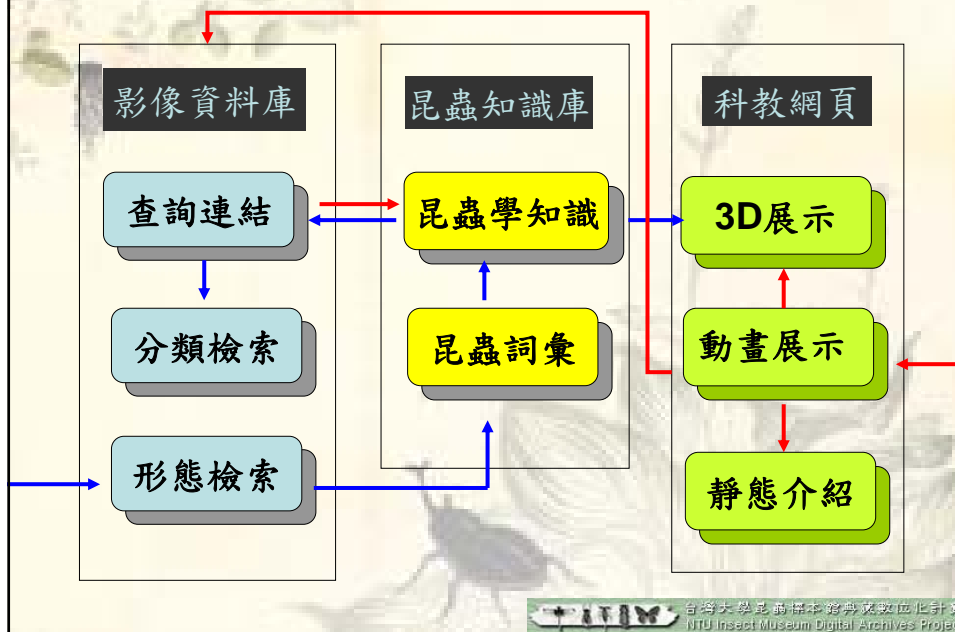 影像資料庫
查詢連結
分類檢索
形態檢索
昆蟲知識庫
昆蟲學知識
昆蟲詞彙
科教網頁
3D展示
動畫展示
靜態介紹
台灣大學昆蟲標本館典藏數位化計畫
NTU Insect Museum Digital Archives Projec